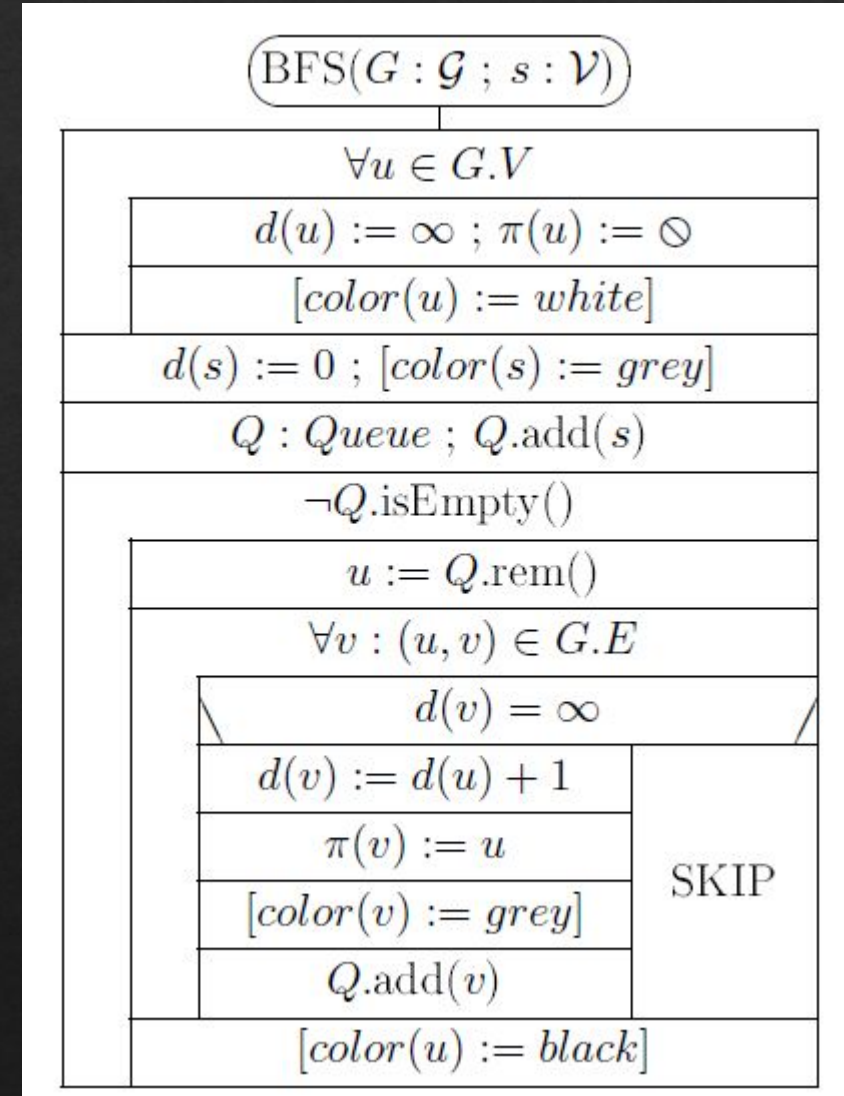 BFS(G : 𝒢 ; s : 𝒱)
∀u ∈ G.V
d(u) := ∞ ; π(u) := ⦸
[color(u) := white]
d(s) := 0 ; [color(s) := grey]
Q : Queue ; Q.add(s)
¬Q.isEmpty()
u := Q.rem()
∀v : (u, v) ∈ G.E
d(v) = ∞
d(v) := d(u) + 1
π(v) := u
SKIP
[color(v) := grey]
Q.add(v)
[color(u) := black]